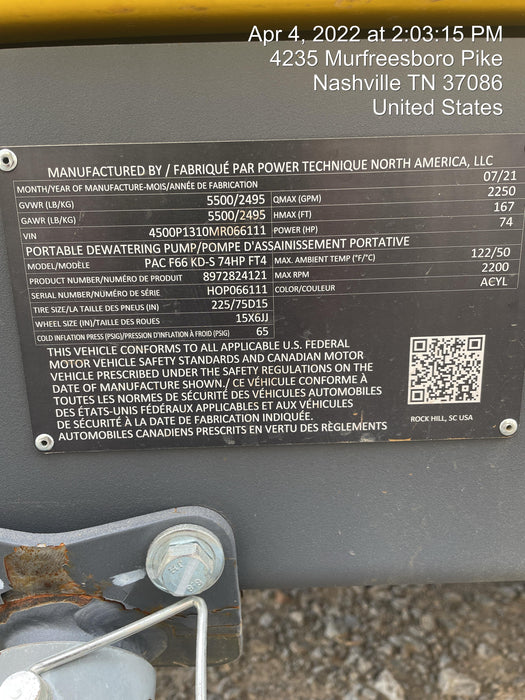 Apr 4, 2022 at 2:03:15 PM
4235 Murfreesboro Pike
Nashville TN 37086
United States
MANUFACTURED BY / FABRIQUÉ PAR POWER TECHNIQUE NORTH AMERICA, LLC
MONTH/YEAR OF MANUFACTURE-MOIS/ANNÉE DE FABRICATION 07/21
GVWR (LB/KG) 5500/2495 QMAX (GPM) 2250
GAWR (LB/KG) 5500/2495 HMAX (FT) 167
VIN 4500P1310MR066111 POWER (HP) 74
PORTABLE DEWATERING PUMP/POMPE D'ASSAINISSEMENT PORTATIVE
MODEL/MODÈLE PAC F66 KD-S 74HP FT4 MAX. AMBIENT TEMP (°F/°C) 122/50
PRODUCT NUMBER/NUMÉRO DE PRODUIT 8972824121 MAX RPM 2200
SERIAL NUMBER/NUMÉRO DE SÉRIE HOP066111 COLOR/COULEUR ACYL
TIRE SIZE/LA TAILLE DES PNEUS (IN) 225/75D15
WHEEL SIZE (IN)/TAILLE DES ROUES 15X6JJ
COLD INFLATION PRESS (PSIG)/PRESSION D'INFLATION À FROID (PSIG) 65
THIS VEHICLE CONFORMS TO ALL APPLICABLE U.S. FEDERAL
MOTOR VEHICLE SAFETY STANDARDS AND CANADIAN MOTOR
VEHICLE PRESCRIBED UNDER THE SAFETY REGULATIONS ON THE
DATE OF MANUFACTURE SHOWN./ CE VÉHICULE CONFORME À
TOUTES LES NORMES DE SÉCURITÉ DES VÉHICULES AUTOMOBILES
DES ÉTATS-UNIS FÉDÉRAUX APPLICABLES ET AUX VÉHICULES
DE SÉCURITÉ À LA DATE DE FABRICATION INDIQUÉE.
AUTOMOBILES CANADIENS PRESCRITS EN VERTU DES RÈGLEMENTS
ROCK HILL, SC USA
8.8